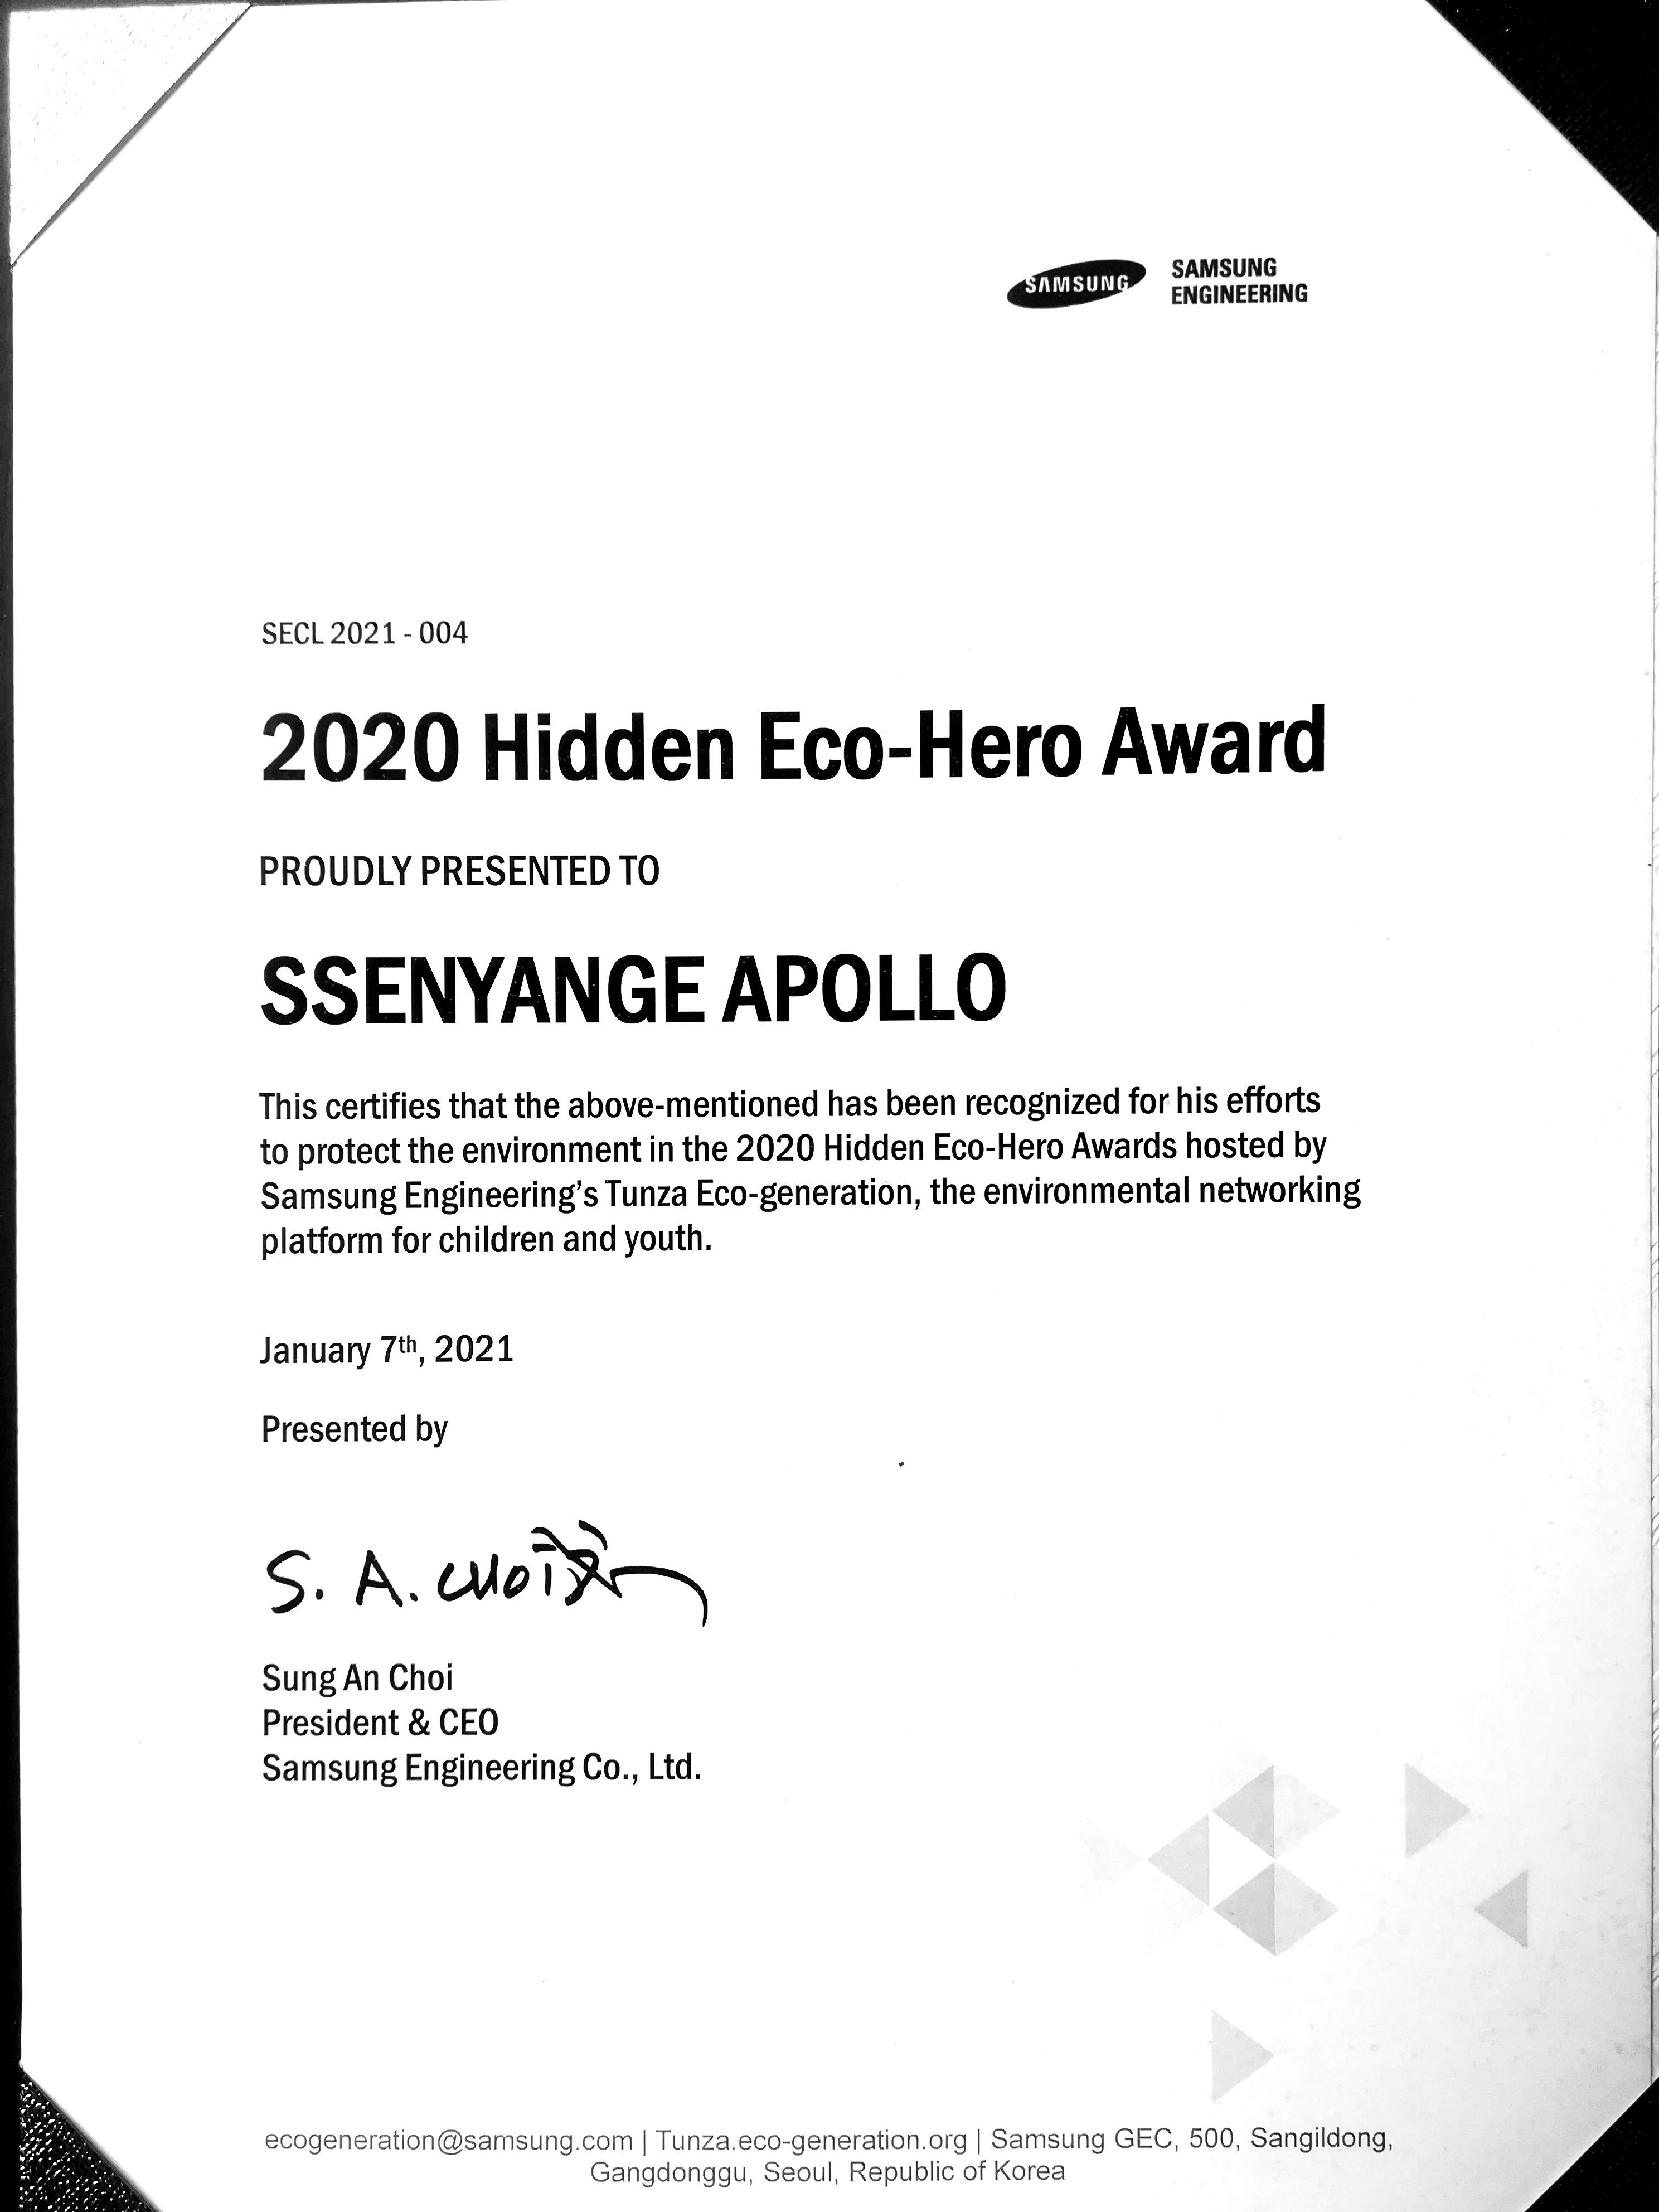 SAMSUNG
SAMSUNG
ENGINEERING
SECL 2021 - 004
2020 Hidden Eco-Hero Award
PROUDLY PRESENTED TO
SSENYANGE APOLLO
This certifies that the above-mentioned has been recognized for his efforts
to protect the environment in the 2020 Hidden Eco-Hero Awards hosted by
Samsung Engineering’s Tunza Eco-generation, the environmental networking
platform for children and youth.
January 7th, 2021
Presented by
S. A. CHOI
Sung An Choi
President & CEO
Samsung Engineering Co., Ltd.
ecogeneration@samsung.com | Tunza.eco-generation.org | Samsung GEC, 500, Sangildong,
Gangdonggu, Seoul, Republic of Korea